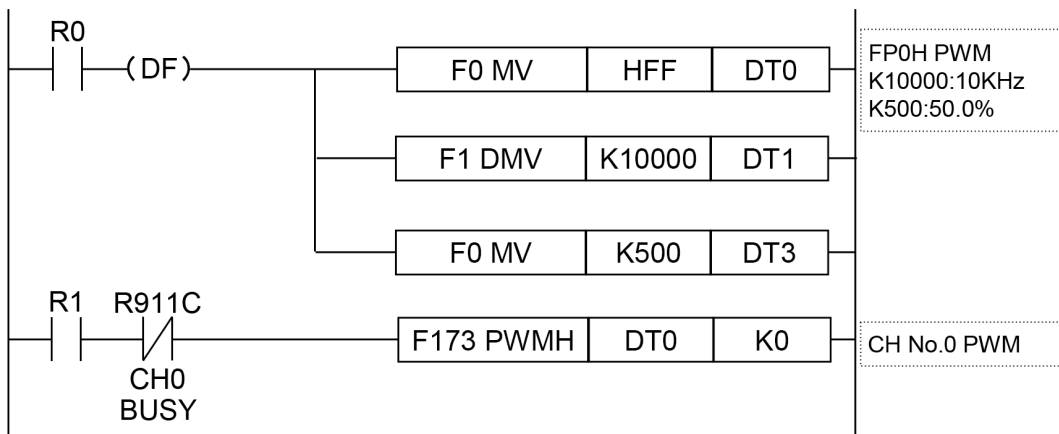 R0
(DF)
F0 MV HFF DT0
FP0H PWM
K10000:10KHz
K500:50.0%
F1 DMV K10000 DT1
F0 MV K500 DT3
R1 R911C
F173 PWMH DT0 K0
CH No.0 PWM
CH0
BUSY